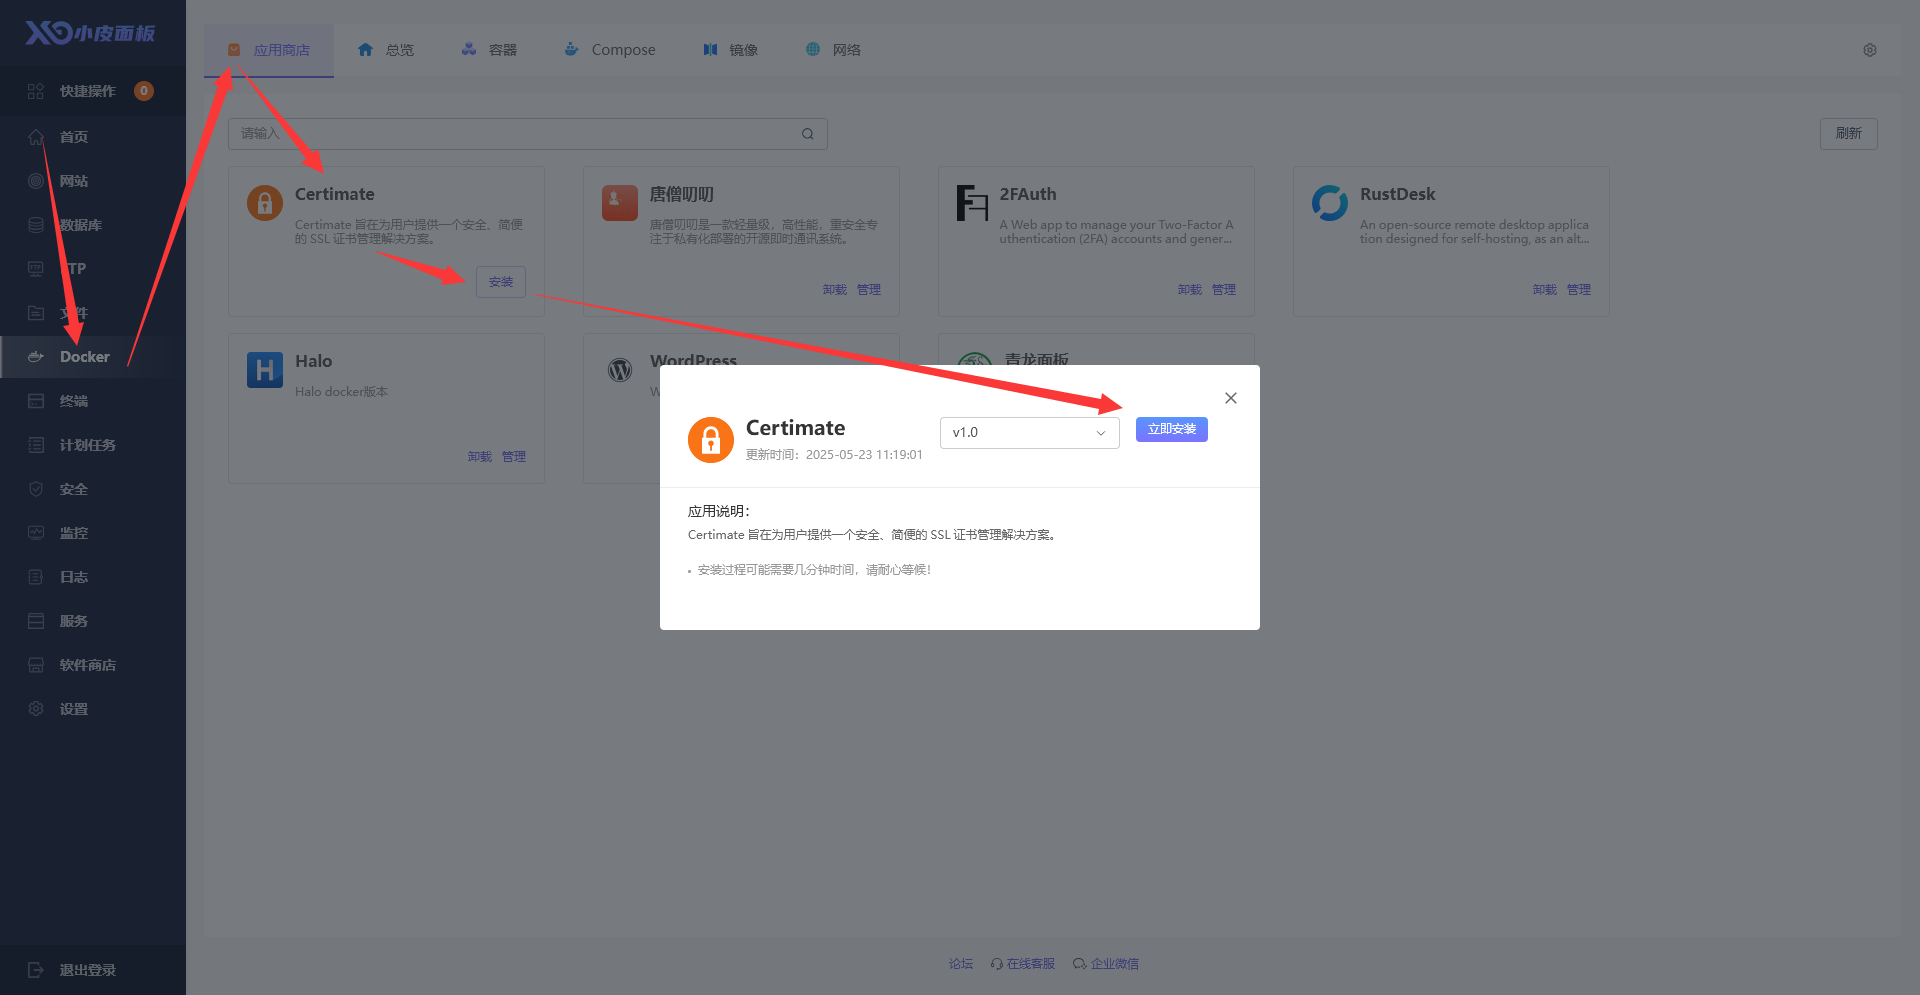 小皮面板
快捷操作 0
首页
网站
数据库
TP
文件
Docker
终端
计划任务
安全
监控
日志
服务
软件商店
设置
退出登录
应用商店 总览 容器 Compose 镜像 网络
请输入
刷新
Certimate
Certimate 旨在为用户提供一个安全、简便
的 SSL 证书管理解决方案。
安装
唐僧叨叨
唐僧叨叨是一款轻量级，高性能，重安全专
注于私有化部署的开源即时通讯系统。
卸载 管理
2FAuth
A Web app to manage your Two-Factor A
uthentication (2FA) accounts and gener...
卸载 管理
RustDesk
An open-source remote desktop applica
tion designed for self-hosting, as an alt...
卸载 管理
Halo
Halo docker版本
卸载 管理
WordPress
W
青龙面板
Certimate
更新时间：2025-05-23 11:19:01
v1.0
立即安装
应用说明：
Certimate 旨在为用户提供一个安全、简便的 SSL 证书管理解决方案。
• 安装过程可能需要几分钟时间，请耐心等候！
论坛 在线客服 企业微信